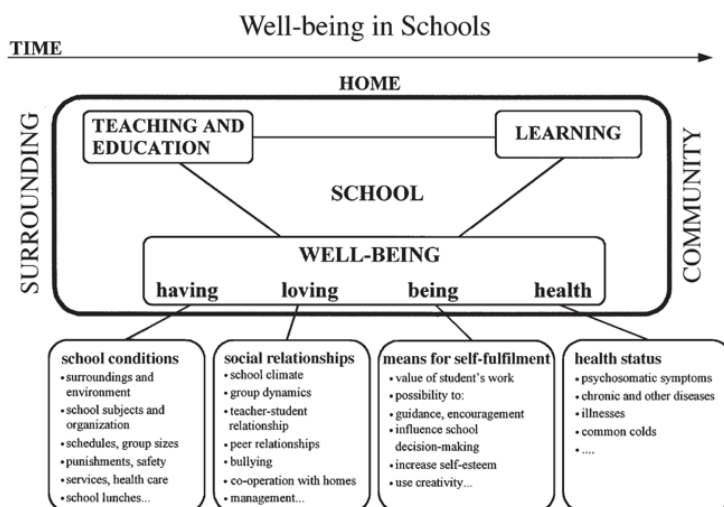 Well-being in Schools
TIME
HOME
SURROUNDING
COMMUNITY
TEACHING AND
EDUCATION
LEARNING
SCHOOL
WELL-BEING
having loving being health
school conditions
•surroundings and
environment
•school subjects and
organization
•schedules, group sizes
•punishments, safety
•services, health care
•school lunches...
social relationships
•school climate
•group dynamics
•teacher-student
relationship
•peer relationships
•bullying
•co-operation with homes
•management...
means for self-fulfilment
•value of student's work
•possibility to:
•guidance, encouragement
•influence school
decision-making
•increase self-esteem
•use creativity...
health status
•psychosomatic symptoms
•chronic and other diseases
•illnesses
•common colds
•....